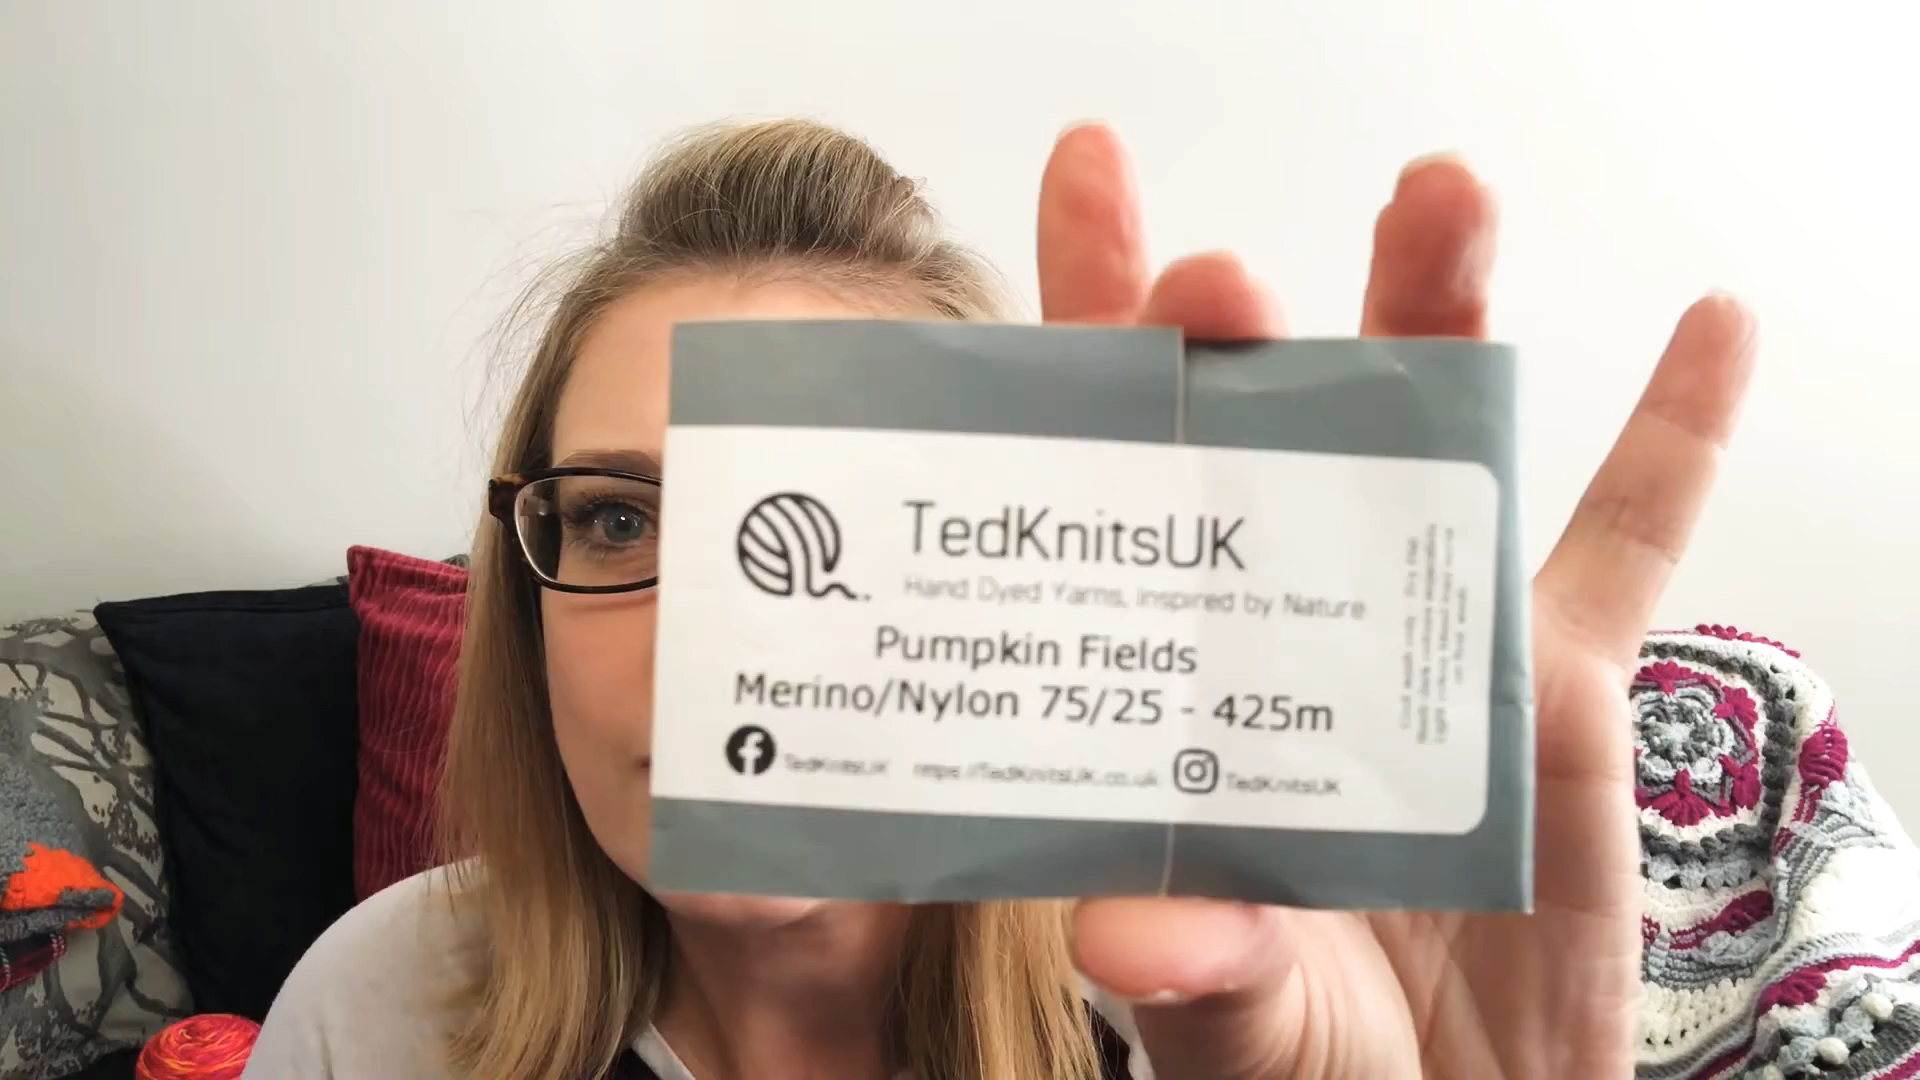 TedKnitsUK
Hand Dyed Yarns, Inspired by Nature
Pumpkin Fields
Merino/Nylon 75/25 - 425m
TedKnitsUK https://TedKnitsUK.co.uk TedKnitsUK